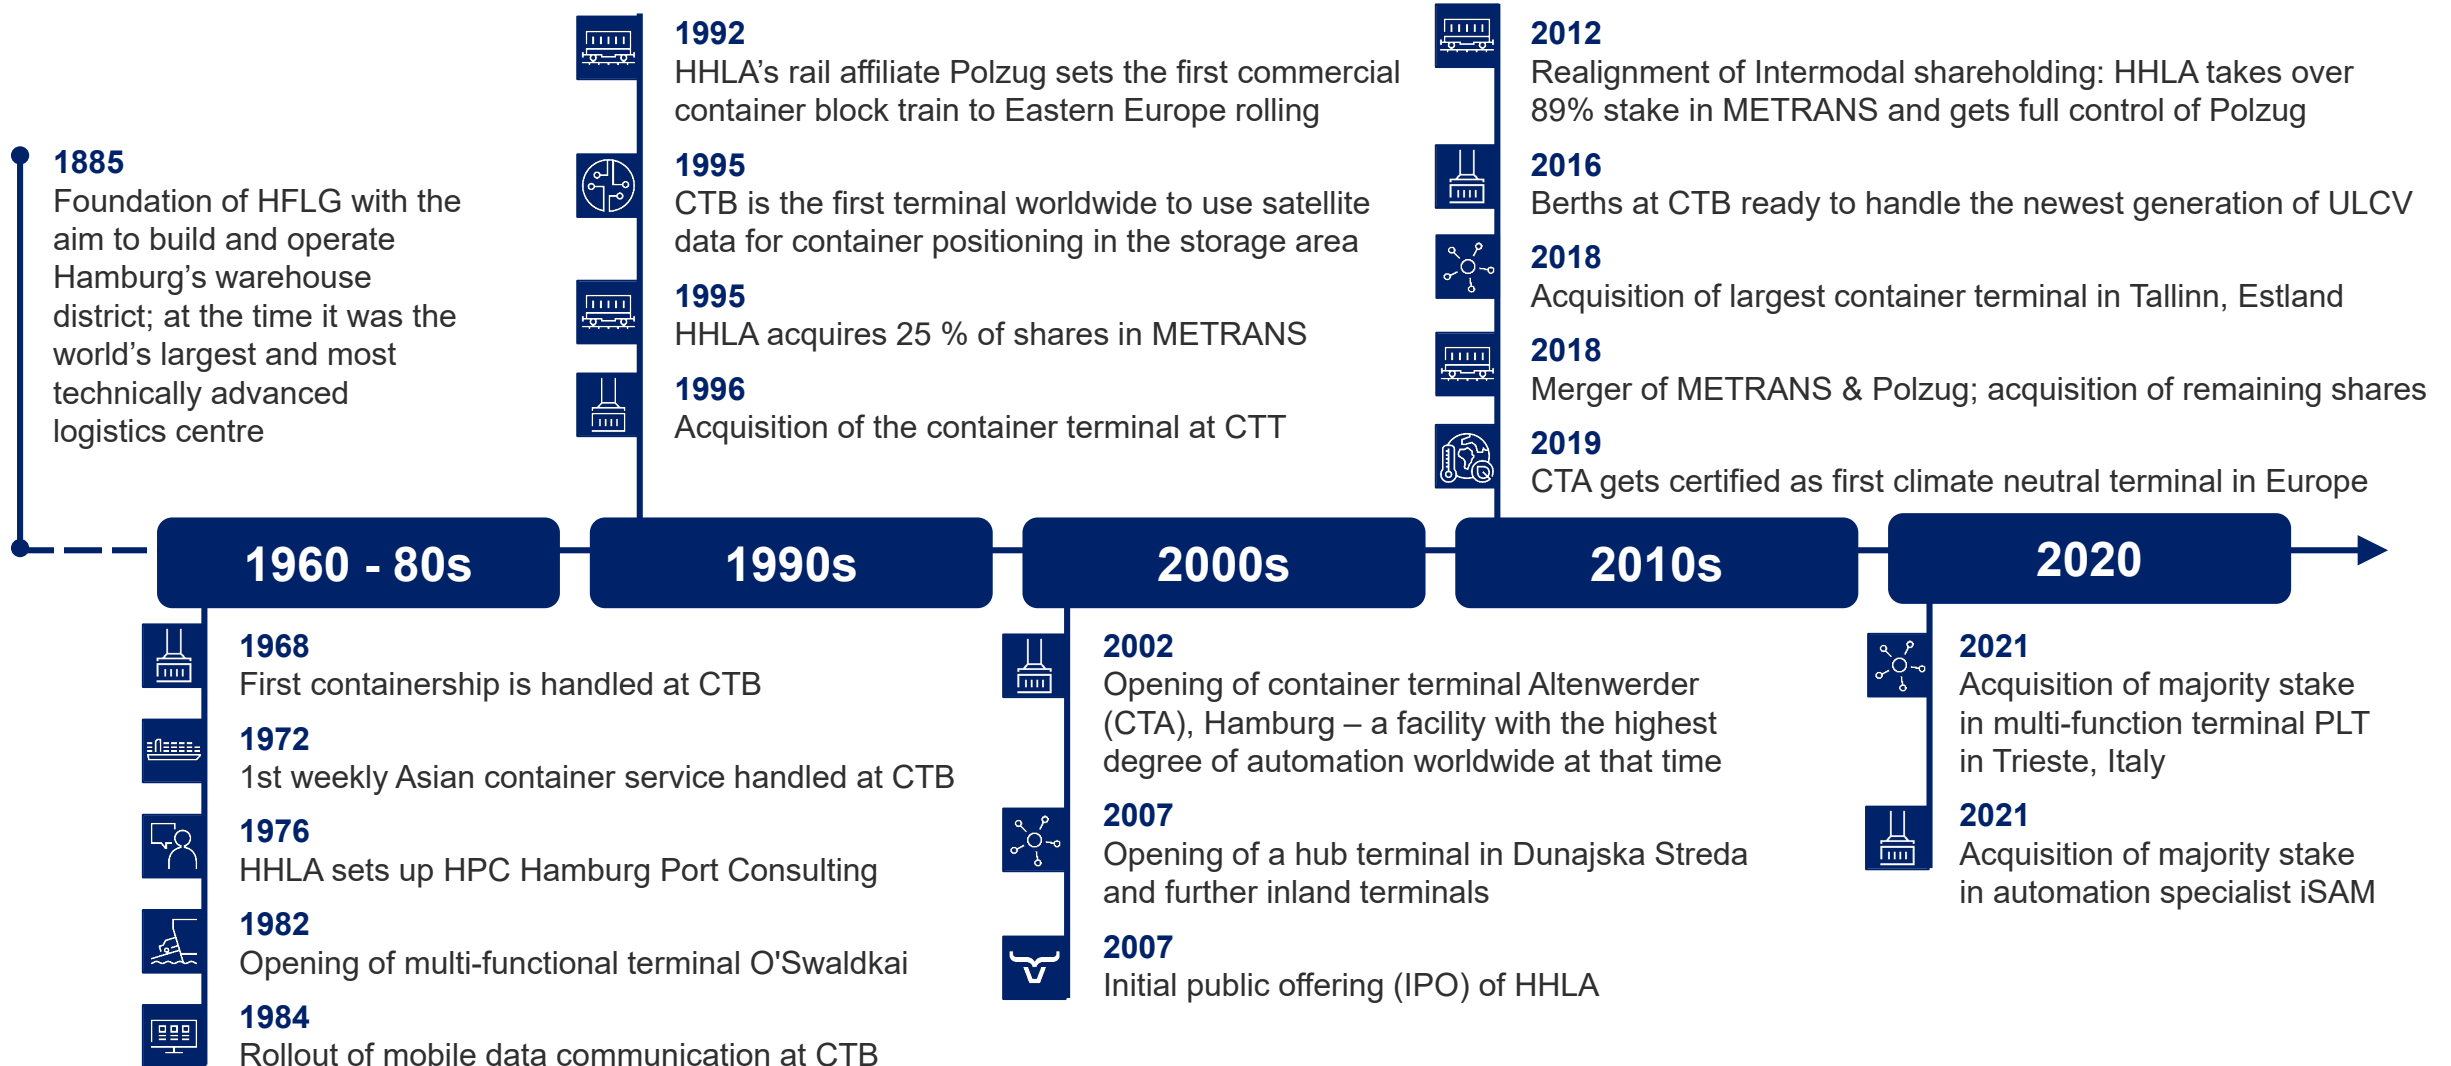 1885
Foundation of HFLG with the
aim to build and operate
Hamburg’s warehouse
district; at the time it was the
world’s largest and most
technically advanced
logistics centre
1960 - 80s
1968
First containership is handled at CTB
1972
1st weekly Asian container service handled at CTB
1976
HHLA sets up HPC Hamburg Port Consulting
1982
Opening of multi-functional terminal O'Swaldkai
1984
Rollout of mobile data communication at CTB
1992
HHLA’s rail affiliate Polzug sets the first commercial
container block train to Eastern Europe rolling
1995
CTB is the first terminal worldwide to use satellite
data for container positioning in the storage area
1995
HHLA acquires 25 % of shares in METRANS
1996
Acquisition of the container terminal at CTT
1990s
2000s
2002
Opening of container terminal Altenwerder
(CTA), Hamburg – a facility with the highest
degree of automation worldwide at that time
2007
Opening of a hub terminal in Dunajska Streda
and further inland terminals
2007
Initial public offering (IPO) of HHLA
2012
Realignment of Intermodal shareholding: HHLA takes over
89% stake in METRANS and gets full control of Polzug
2016
Berths at CTB ready to handle the newest generation of ULCV
2018
Acquisition of largest container terminal in Tallinn, Estland
2018
Merger of METRANS & Polzug; acquisition of remaining shares
2019
CTA gets certified as first climate neutral terminal in Europe
2010s
2020
2021
Acquisition of majority stake
in multi-function terminal PLT
in Trieste, Italy
2021
Acquisition of majority stake
in automation specialist iSAM